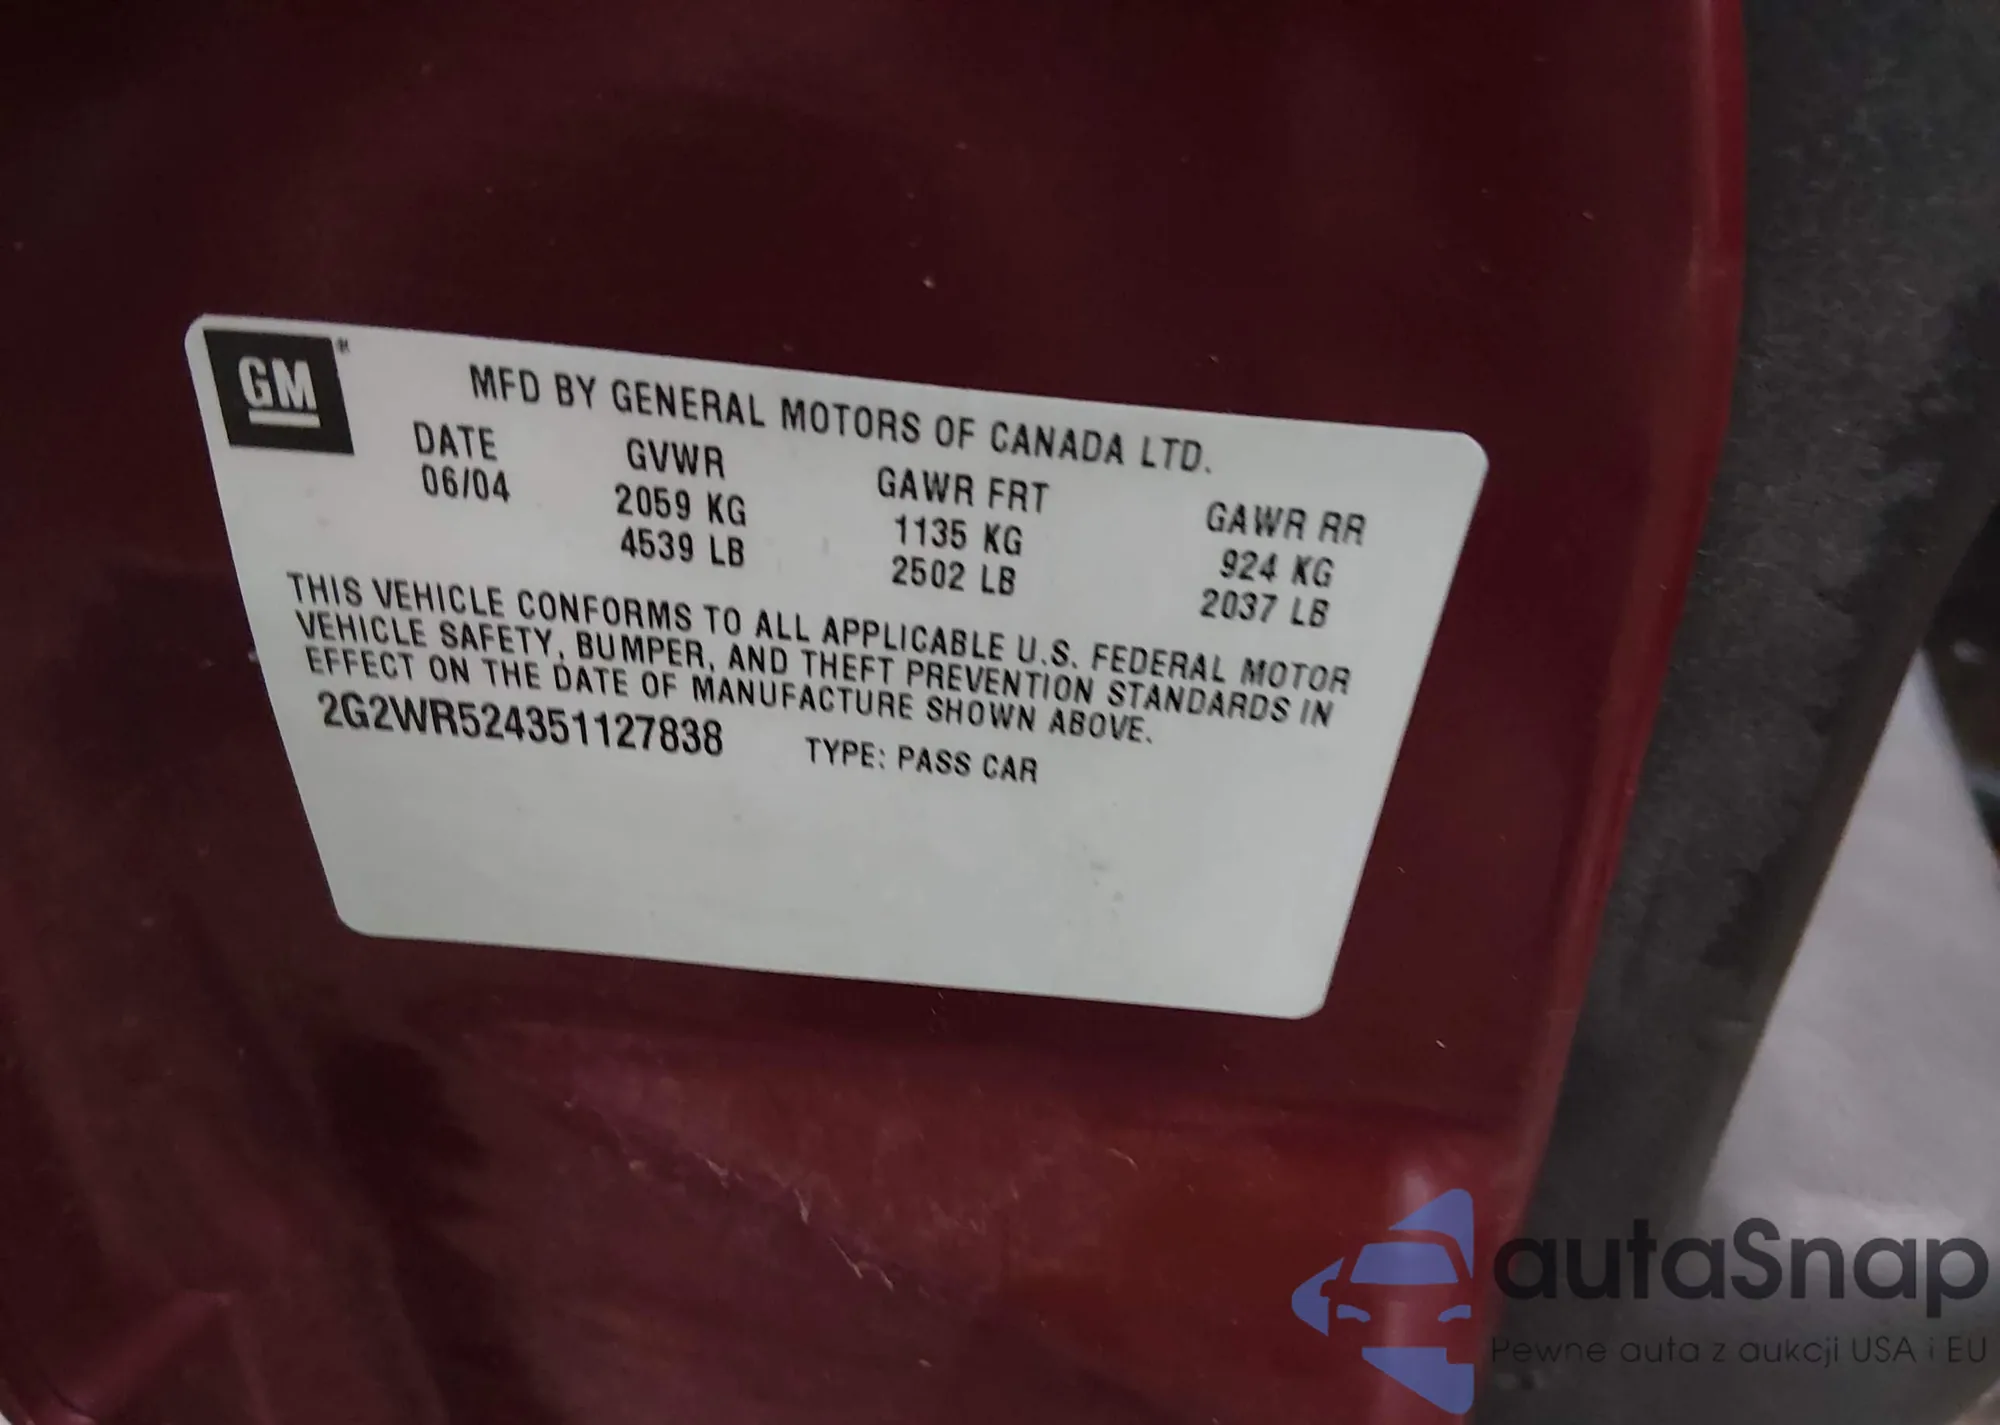 GM®
MFD BY GENERAL MOTORS OF CANADA LTD.
DATE GVWR GAWR FRT GAWR RR
06/04 2059 KG 1135 KG 924 KG
4539 LB 2502 LB 2037 LB
THIS VEHICLE CONFORMS TO ALL APPLICABLE U.S. FEDERAL MOTOR
VEHICLE SAFETY, BUMPER, AND THEFT PREVENTION STANDARDS IN
EFFECT ON THE DATE OF MANUFACTURE SHOWN ABOVE.
2G2WR524351127838 TYPE: PASS CAR
autaSnap
Pewne auta z aukcji USA i EU